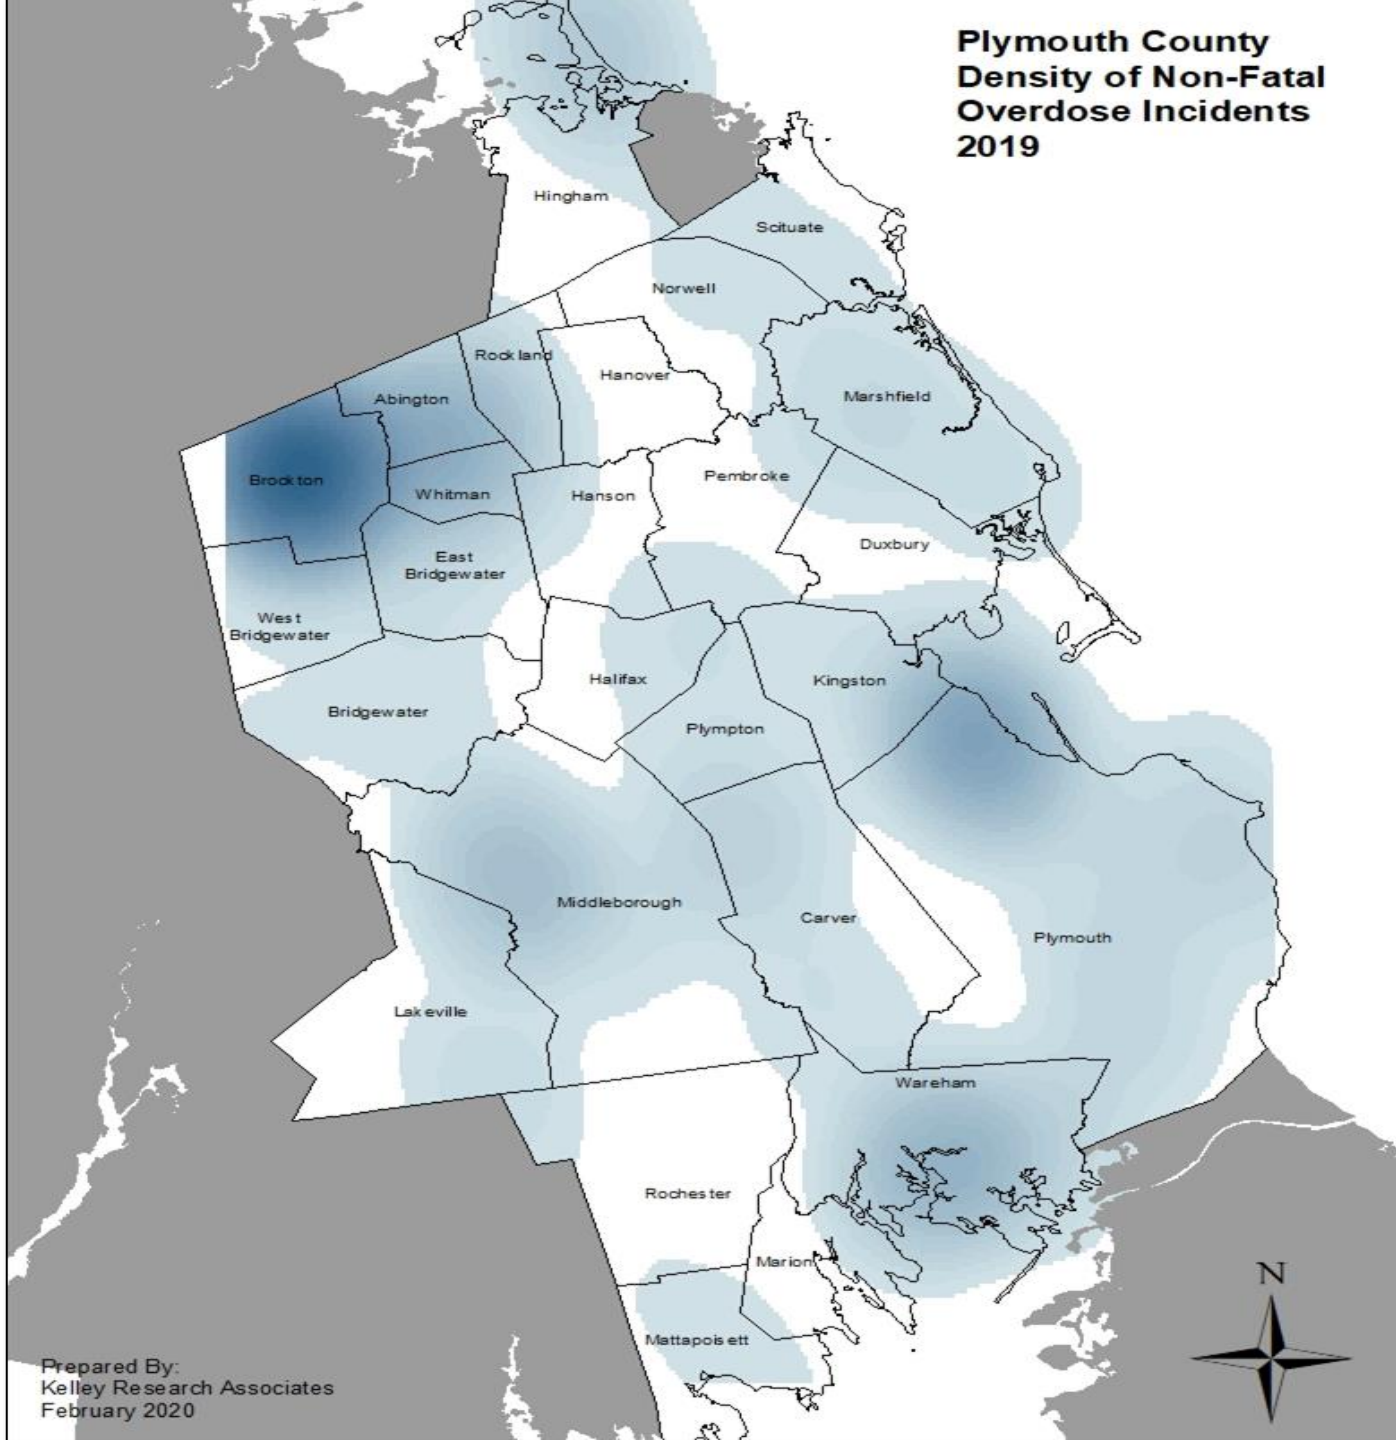 Plymouth County
Density of Non-Fatal
Overdose Incidents
2019
Hingham
Scituate
Norwell
Rockland
Hanover
Abington
Marshfield
Brockton
Whitman
Hanson
Pembroke
Duxbury
East
Bridgewater
West
Bridgewater
Halifax
Kingston
Bridgewater
Plympton
Middleborough
Carver
Plymouth
Lakeville
Wareham
Rochester
Marion
Mattapoisett
N
Prepared By:
Kelley Research Associates
February 2020